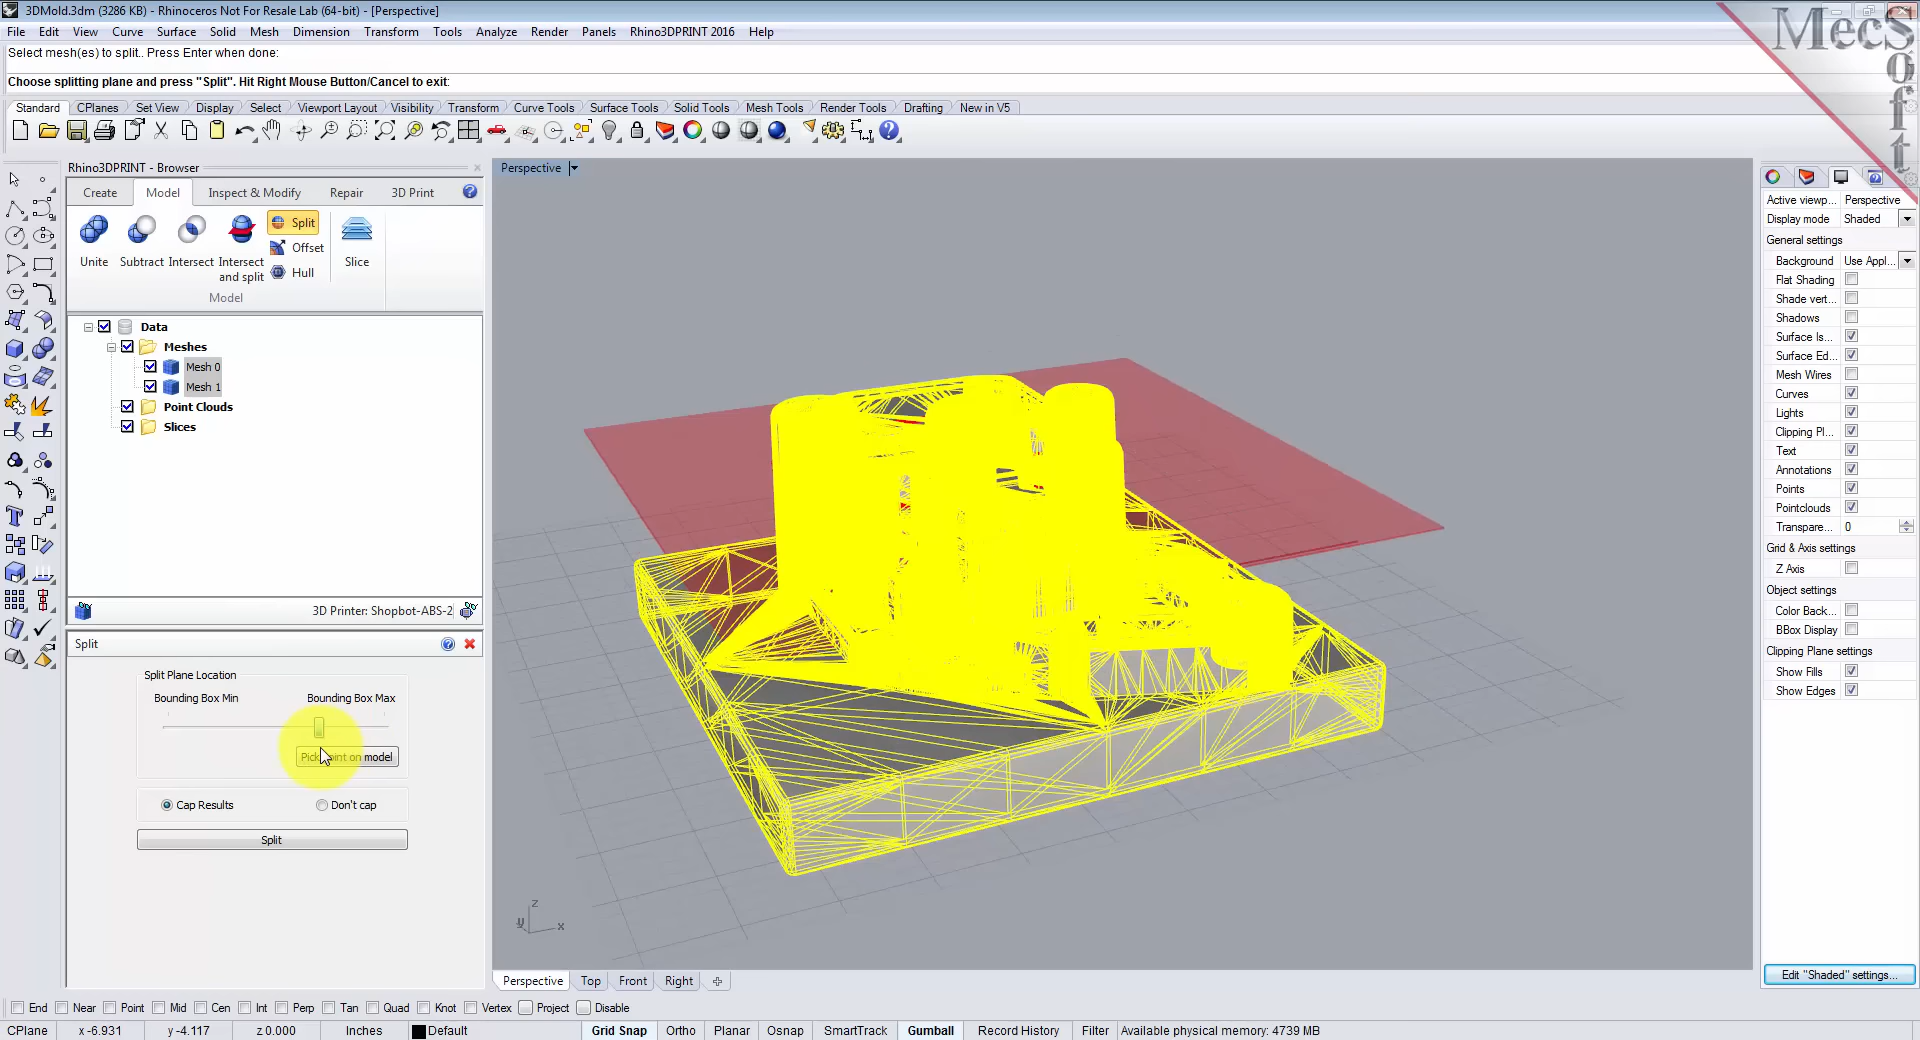 3DMold.3dm (3286 KB) - Rhinoceros Not For Resale Lab (64-bit) - [Perspective]
File Edit View Curve Surface Solid Mesh Dimension Transform Tools Analyze Render Panels Rhino3DPRINT 2016 Help
Select mesh(es) to split.. Press Enter when done:
Choose splitting plane and press "Split". Hit Right Mouse Button/Cancel to exit:
Standard CPlanes Set View Display Select Viewport Layout Visibility Transform Curve Tools Surface Tools Solid Tools Mesh Tools Render Tools Drafting New in V5
MecSoft
Rhino3DPRINT - Browser
Create Model Inspect & Modify Repair 3D Print
Unite Subtract Intersect Intersect and split
Split
Offset
Hull
Slice
Model
Data
Meshes
Mesh 0
Mesh 1
Point Clouds
Slices
3D Printer: Shopbot-ABS-2
Split
Split Plane Location
Bounding Box Min Bounding Box Max
Pick on model
Cap Results Don't cap
Split
Perspective
z
y x
Perspective Top Front Right
Active viewp... Perspective
Display mode Shaded
General settings
Background Use Appl...
Flat Shading
Shade vert...
Shadows
Surface Is...
Surface Ed...
Mesh Wires
Curves
Lights
Clipping Pl...
Text
Annotations
Points
Pointclouds
Transpare... 0
Grid & Axis settings
Z Axis
Object settings
Color Back...
BBox Display
Clipping Plane settings
Show Fills
Show Edges
Edit "Shaded" settings...
End Near Point Mid Cen Int Perp Tan Quad Knot Vertex Project Disable
CPlane x -6.931 y -4.117 z 0.000 Inches Default Grid Snap Ortho Planar Osnap SmartTrack Gumball Record History Filter Available physical memory: 4739 MB